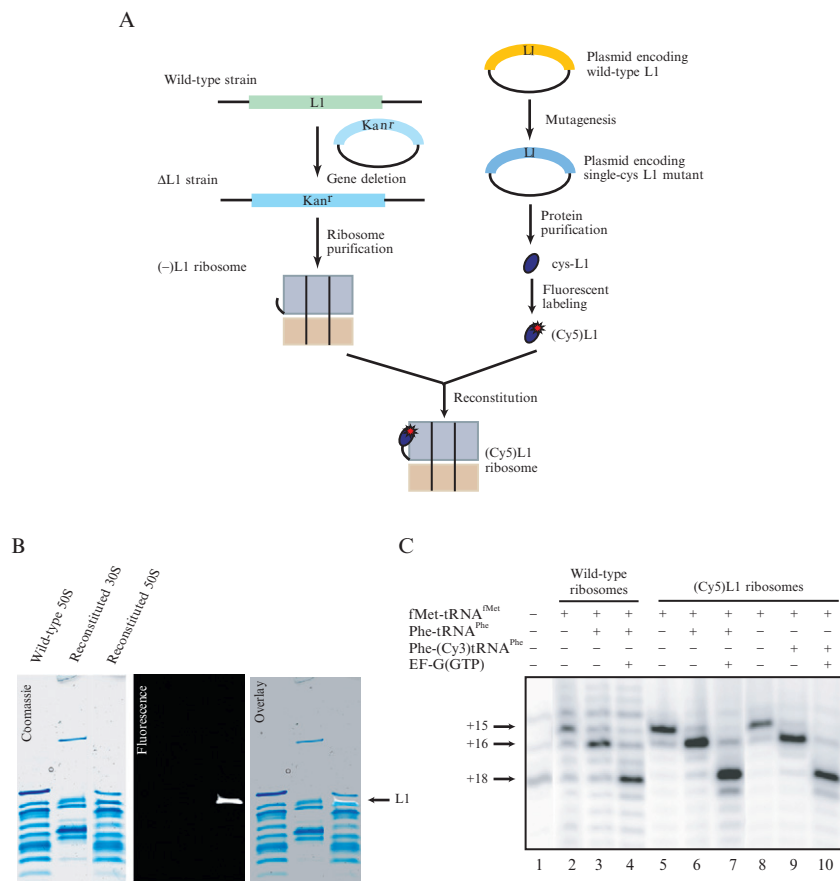 A
Wild-type strain
L1
Kanʳ
Gene deletion
ΔL1 strain
Kanʳ
Ribosome
purification
(–)L1 ribosome
L1
Plasmid encoding
wild-type L1
Mutagenesis
L1
Plasmid encoding
single-cys L1 mutant
Protein
purification
cys-L1
Fluorescent
labeling
(Cy5)L1
Reconstitution
(Cy5)L1
ribosome
B
Wild-type 50S
Reconstituted 30S
Reconstituted 50S
Coomassie
Fluorescence
Overlay
L1
C
Wild-type
ribosomes
(Cy5)L1 ribosomes
fMet-tRNAᶠᴹᵉᵗ – + + + + + + + + +
Phe-tRNAᴾʰᵉ – – + + – + + – – –
Phe-(Cy3)tRNAᴾʰᵉ – – – – – – – – + +
EF-G(GTP) – – – + – – + – – +
+15
+16
+18
1 2 3 4 5 6 7 8 9 10